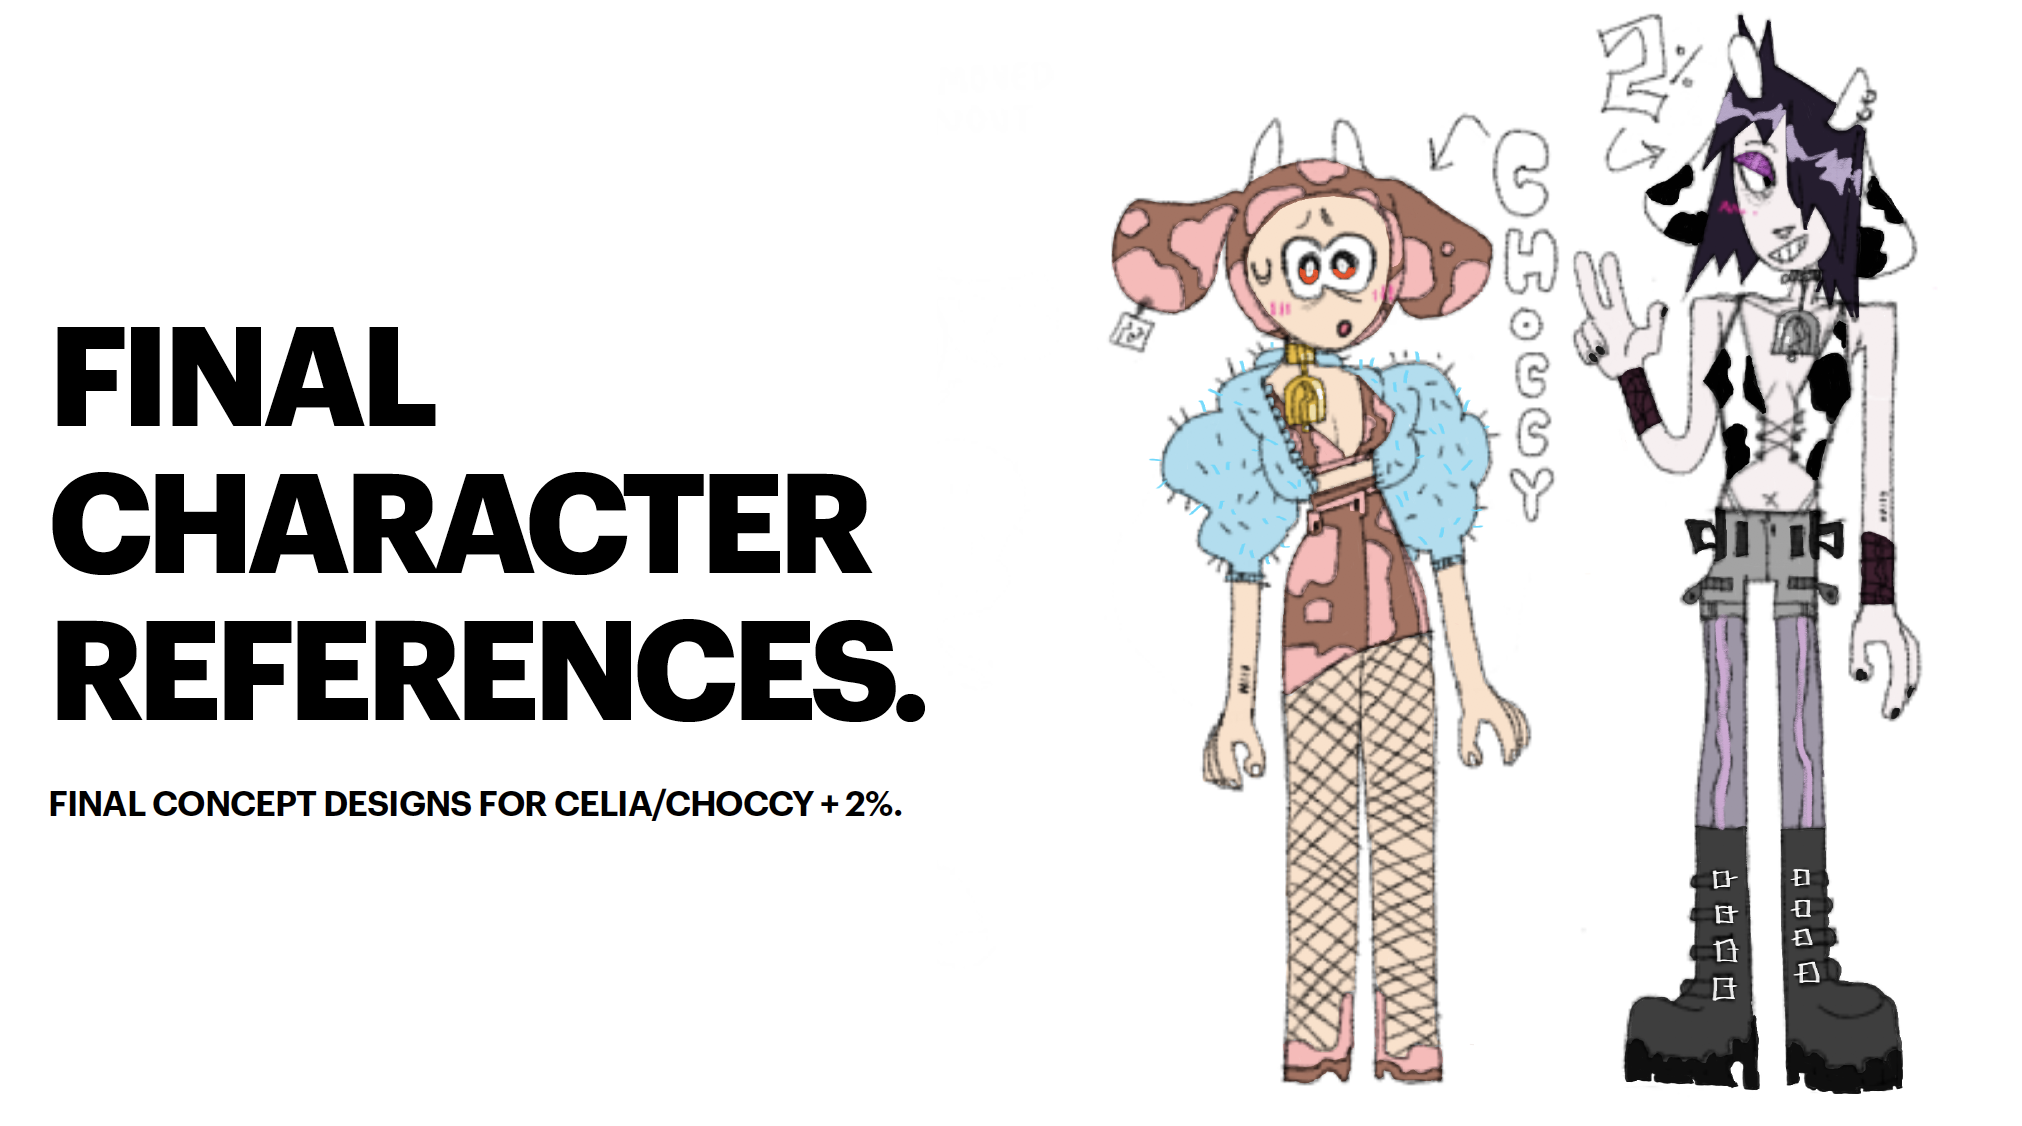 FINAL
CHARACTER
REFERENCES.
FINAL CONCEPT DESIGNS FOR CELIA/CHOCCY + 2%.
CHOCCY
2%